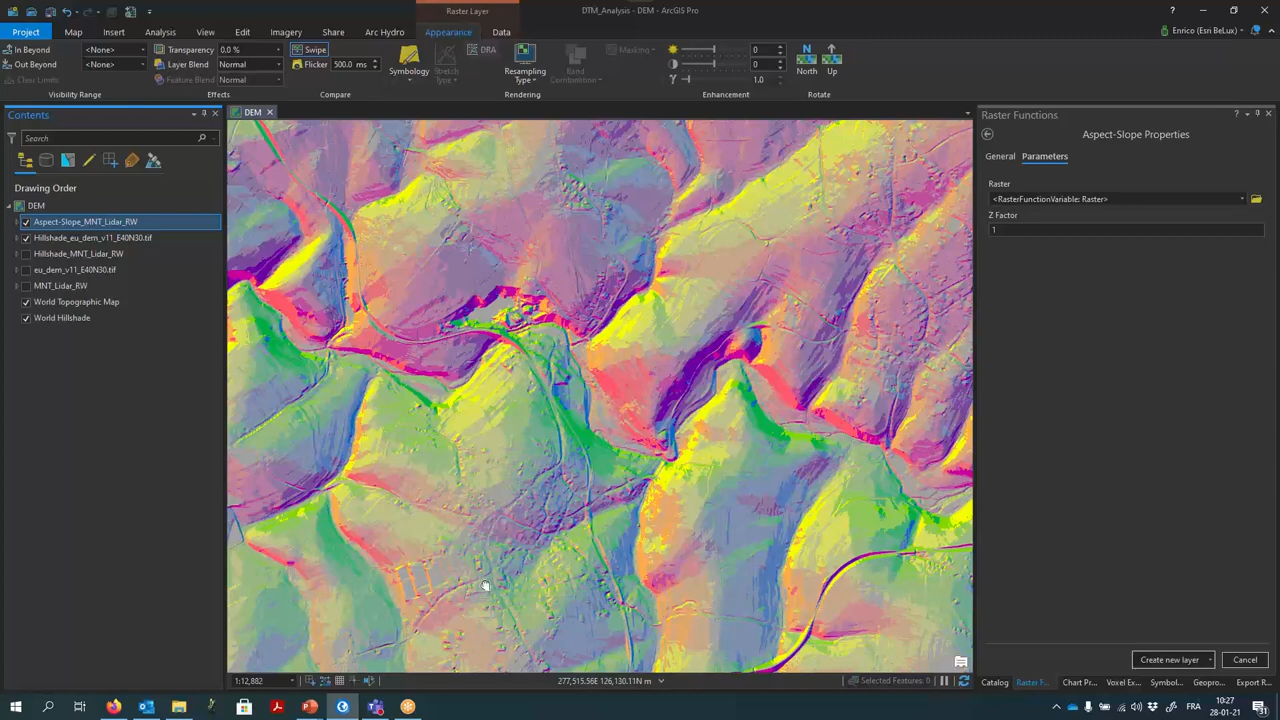 Raster Layer
DTM_Analysis - DEM - ArcGIS Pro
Project Map Insert Analysis View Edit Imagery Share Arc Hydro Appearance Data
Enrico (Esri BeLux)
In Beyond <None>
Out Beyond <None>
Clear Limits
Visibility Range
Transparency 0.0 %
Layer Blend Normal
Feature Blend Normal
Effects
Swipe
Flicker 500.0 ms
Compare
Symbology
Stretch Type
DRA
Resampling Type
Band Combination
Masking
Rendering
0
0
1.0
Enhancement
North Up
Rotate
Contents
Search
Drawing Order
DEM
Aspect-Slope_MNT_Lidar_RW
Hillshade_eu_dem_v11_E40N30.tif
Hillshade_MNT_Lidar_RW
eu_dem_v11_E40N30.tif
MNT_Lidar_RW
World Topographic Map
World Hillshade
DEM
1:12,882
277,515.56E 126,130.11N m
Selected Features: 0
Raster Functions
Aspect-Slope Properties
General Parameters
Raster
<RasterFunctionVariable: Raster>
Z Factor
1
Create new layer Cancel
Catalog Raster F... Chart Pr... Voxel Ex... Symbol... Geopro... Export R...
FRA
10:27
28-01-21
31